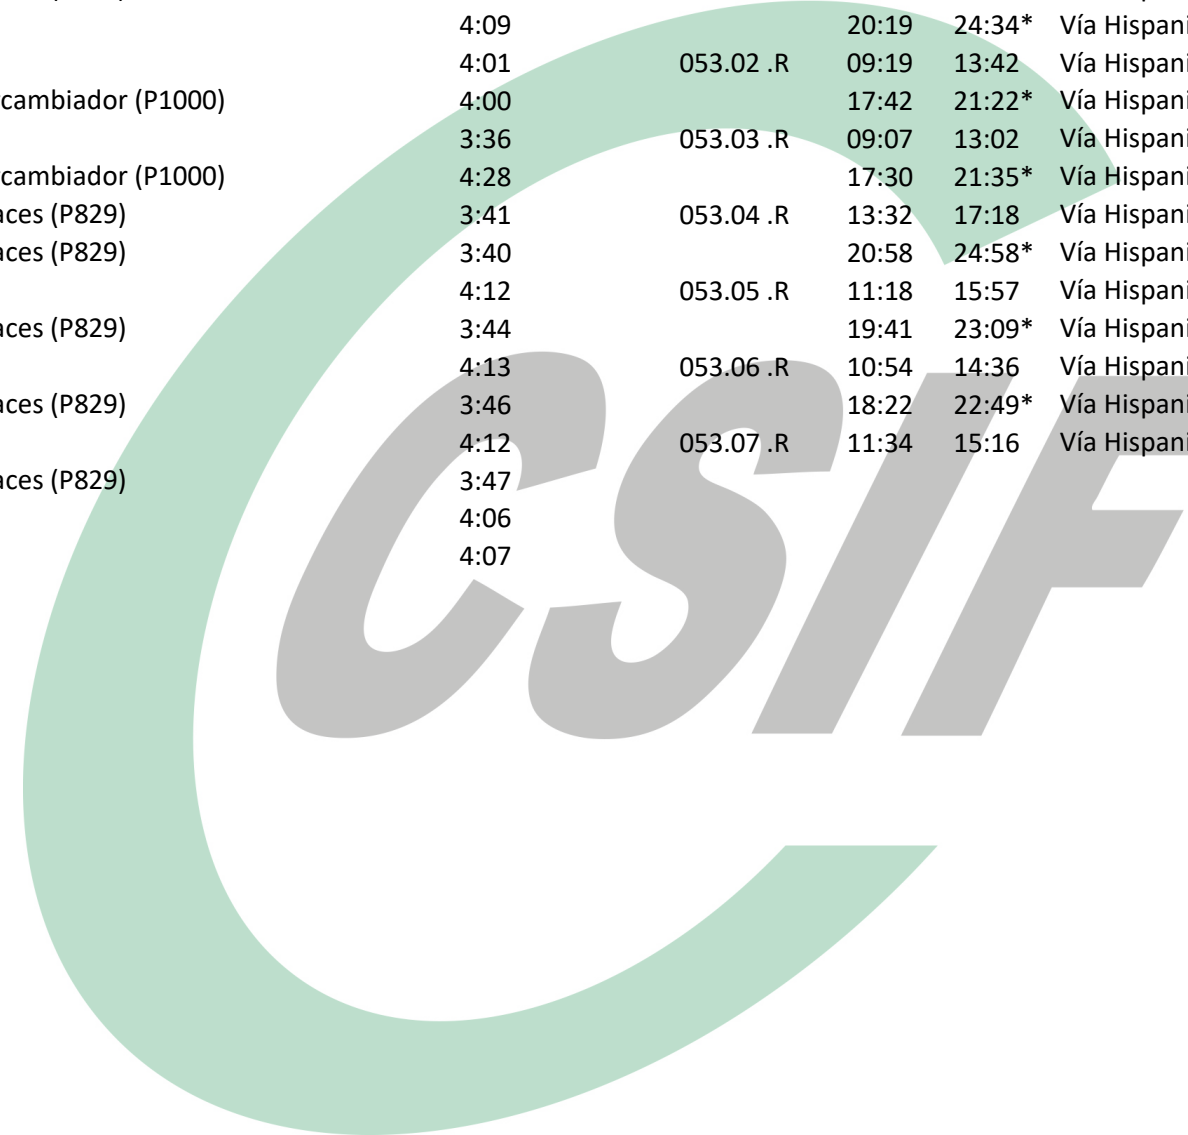 4:09 20:19 24:34* Vía Hispani
4:01 053.02 .R 09:19 13:42 Vía Hispani
rcambiador (P1000) 4:00 17:42 21:22* Vía Hispani
3:36 053.03 .R 09:07 13:02 Vía Hispani
rcambiador (P1000) 4:28 17:30 21:35* Vía Hispani
aces (P829) 3:41 053.04 .R 13:32 17:18 Vía Hispani
aces (P829) 3:40 20:58 24:58* Vía Hispani
4:12 053.05 .R 11:18 15:57 Vía Hispani
aces (P829) 3:44 19:41 23:09* Vía Hispani
4:13 053.06 .R 10:54 14:36 Vía Hispani
aces (P829) 3:46 18:22 22:49* Vía Hispani
4:12 053.07 .R 11:34 15:16 Vía Hispani
aces (P829) 3:47
4:06
4:07
CSIF